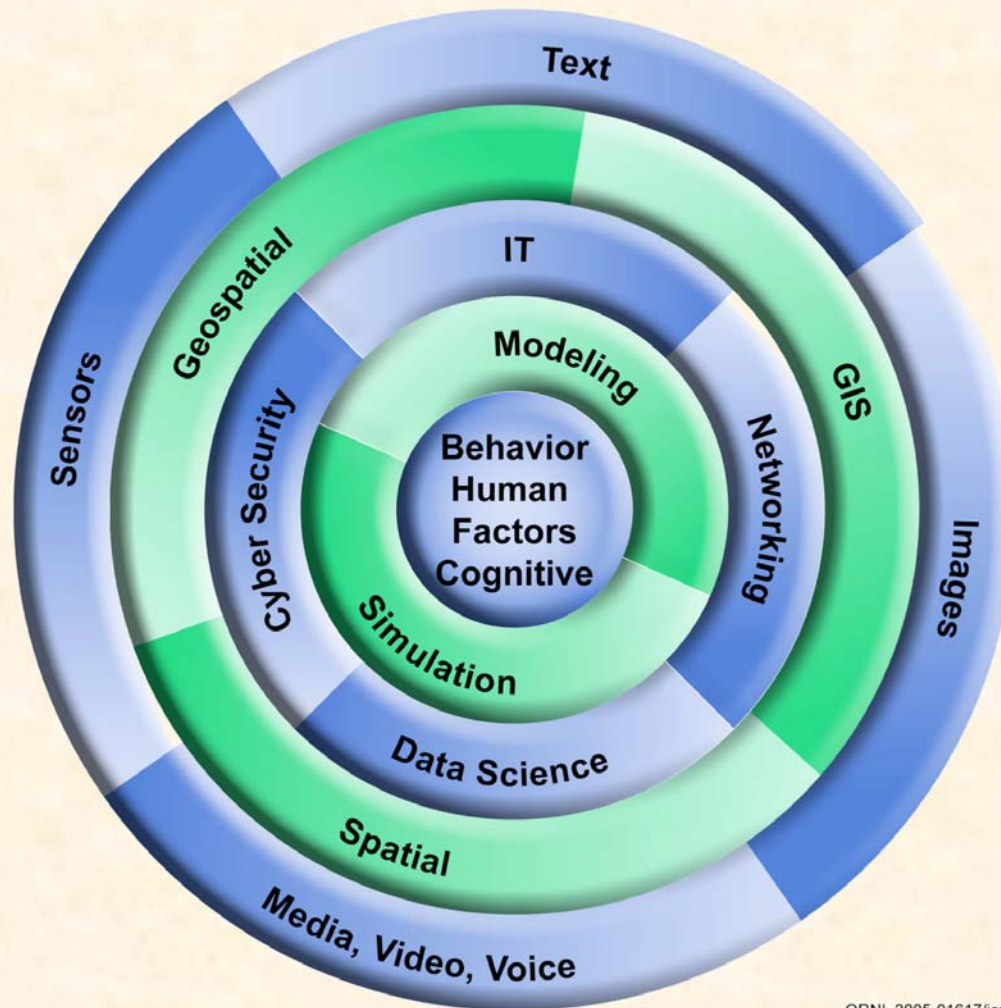 Text
Geospatial
IT
Modeling
GIS
Sensors
Cyber Security
Behavior
Human
Factors
Cognitive
Networking
Images
Simulation
Data Science
Spatial
Media, Video, Voice